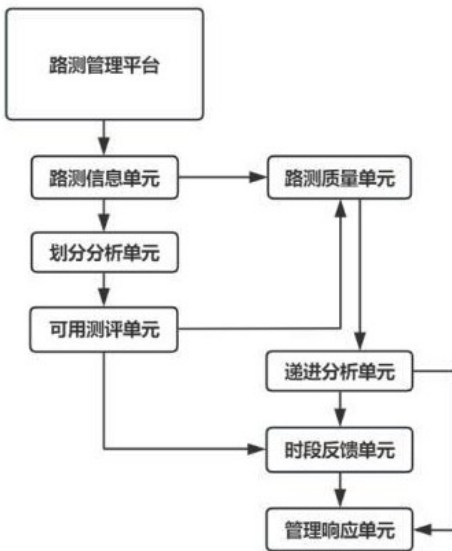 路测管理平台
路测信息单元
路测质量单元
划分分析单元
可用测评单元
递进分析单元
时段反馈单元
管理响应单元